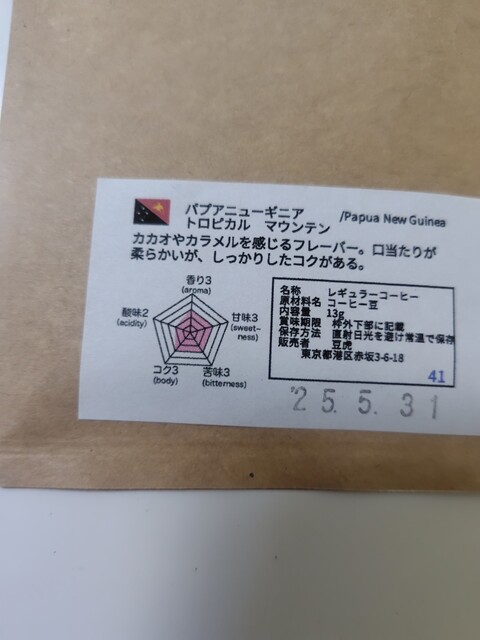 パプアニューギニア
トロピカル マウンテン /Papua New Guinea
カカオやカラメルを感じるフレーバー。口当たりが
柔らかいが、しっかりしたコクがある。
香り3
(aroma)
酸味2
(acidity)
甘味3
(sweet-
ness)
コク3
(body)
苦味3
(bitterness)
名称 レギュラーコーヒー
原材料名 コーヒー豆
内容量 13g
賞味期限 枠外下部に記載
保存方法 直射日光を避け常温で保存
販売者 豆虎
東京都港区赤坂3-6-18
41
25. 5. 31